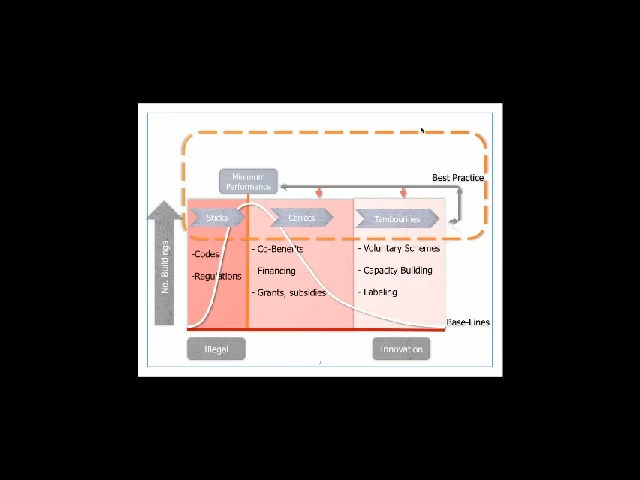 Minimum
Performance
Best Practice
Sticks
Carrots
Tambourines
-Codes
-Regulations
- Co-Benefits
Financing
- Grants, subsidies
- Voluntary Schemes
- Capacity Building
- Labeling
No. Buildings
Base-Lines
Illegal
Innovation